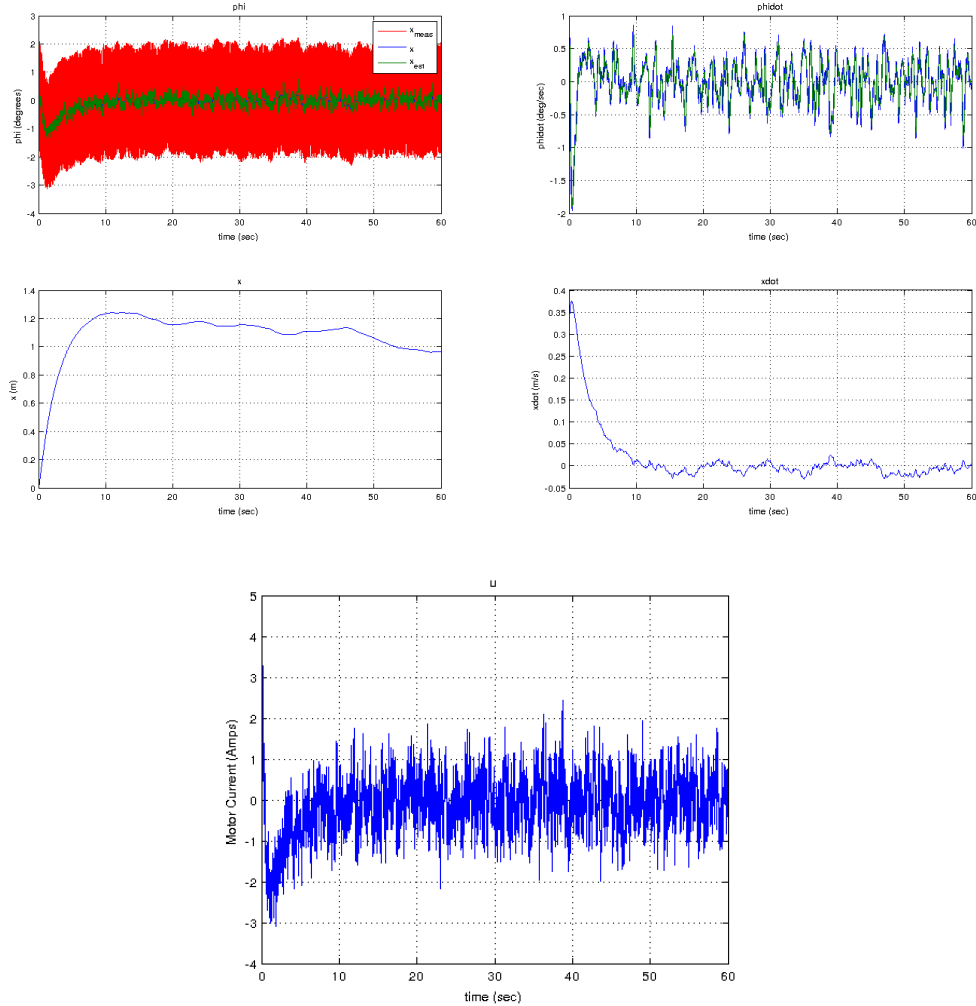 phi
3
2
1
0
-1
-2
-3
-4
phi (degrees)
0 10 20 30 40 50 60
time (sec)
x_meas
x
x_est
phidot
1
0.5
0
-0.5
-1
-1.5
-2
phidot (deg/sec)
0 10 20 30 40 50 60
time (sec)
x
1.4
1.2
1
0.8
0.6
0.4
0.2
0
x (m)
0 10 20 30 40 50 60
time (sec)
xdot
0.4
0.35
0.3
0.25
0.2
0.15
0.1
0.05
0
-0.05
xdot (m/s)
0 10 20 30 40 50 60
time (sec)
u
5
4
3
2
1
0
-1
-2
-3
-4
Motor Current (Amps)
0 10 20 30 40 50 60
time (sec)